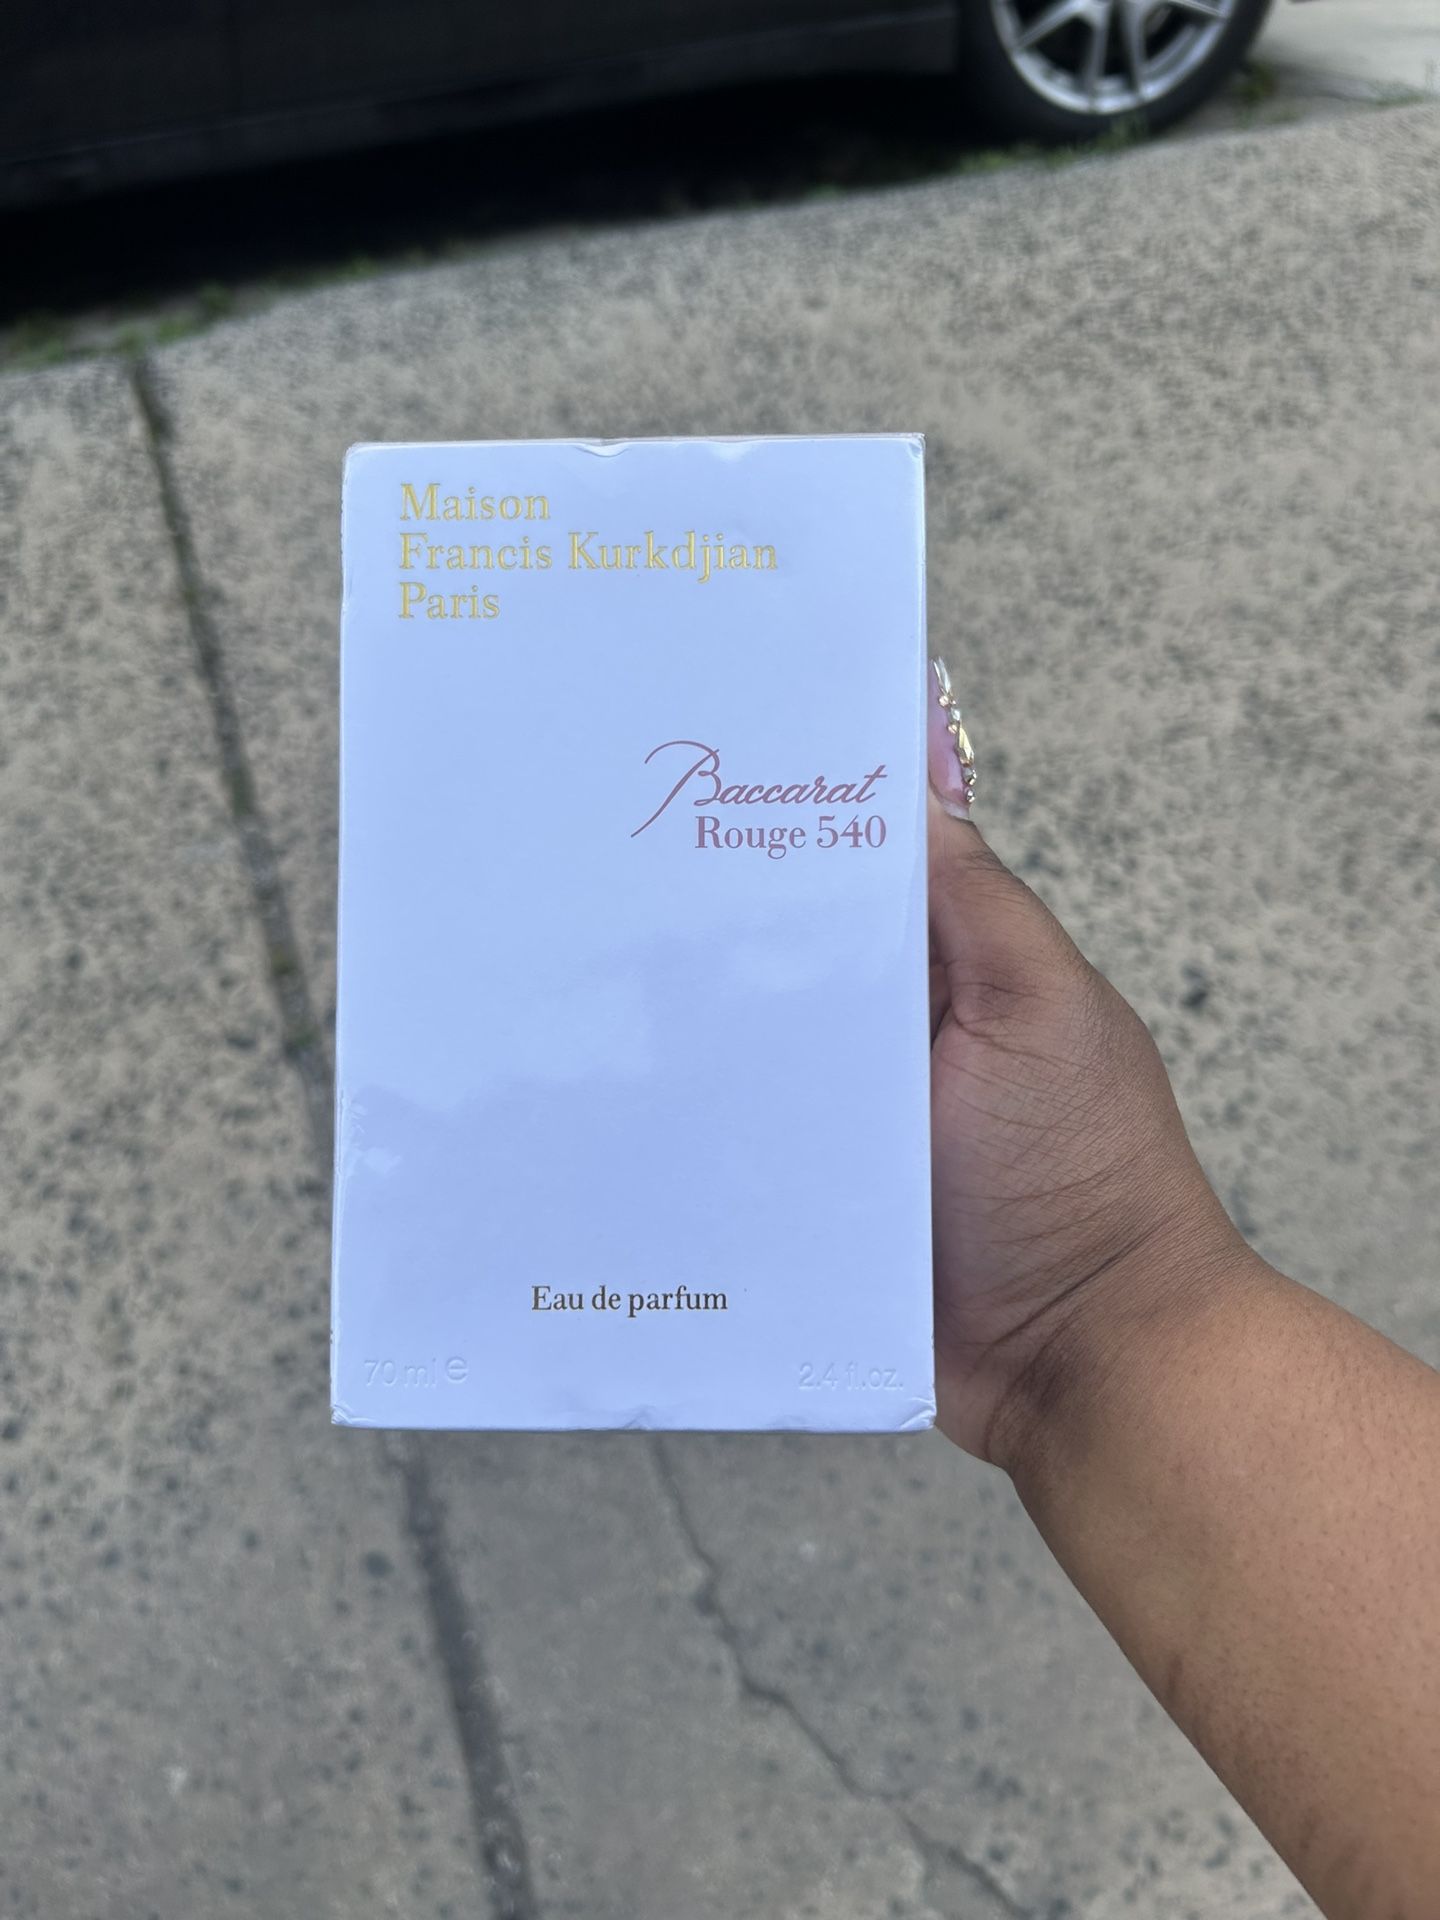 Maison
Francis Kurkdjian
Paris
Baccarat
Rouge 540
Eau de parfum
70 ml e 2.4 fl.oz.